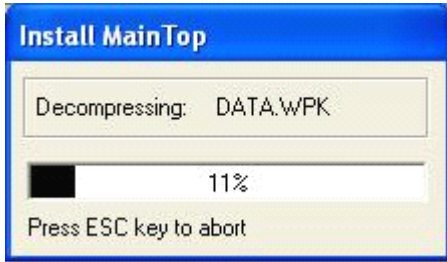 Install MainTop
Decompressing: DATA.WPK
11%
Press ESC key to abort